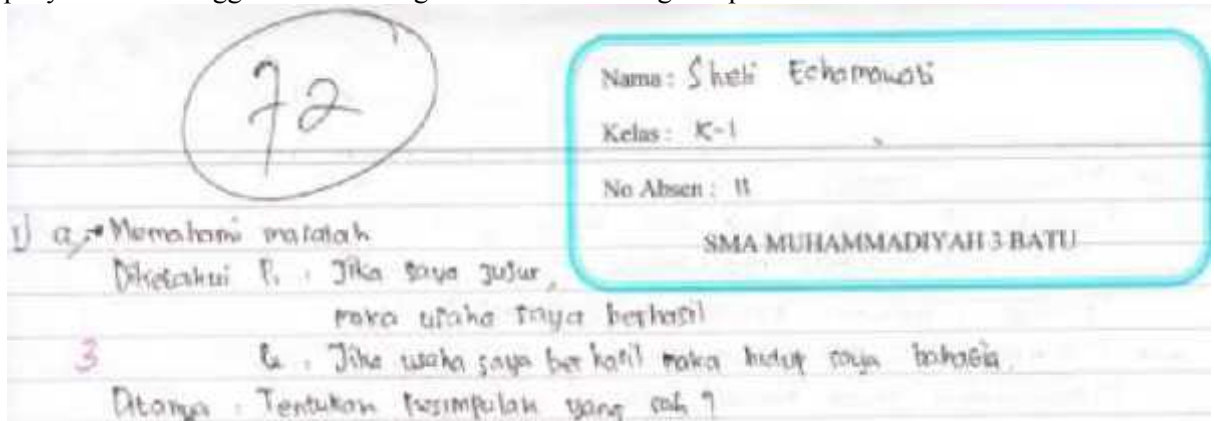 72
Nama : Sheli Echamawati
Kelas : K-1
No Absen : 11
SMA MUHAMMADIYAH 3 BATU
1) a, Memahami masalah
Diketahui P1 : Jika saya jujur,
maka usaha saya berhasil
3
: Jika usaha saya berhasil maka hidup saya bahagia.
Ditanya : Tentukan kesimpulan yang sah ?